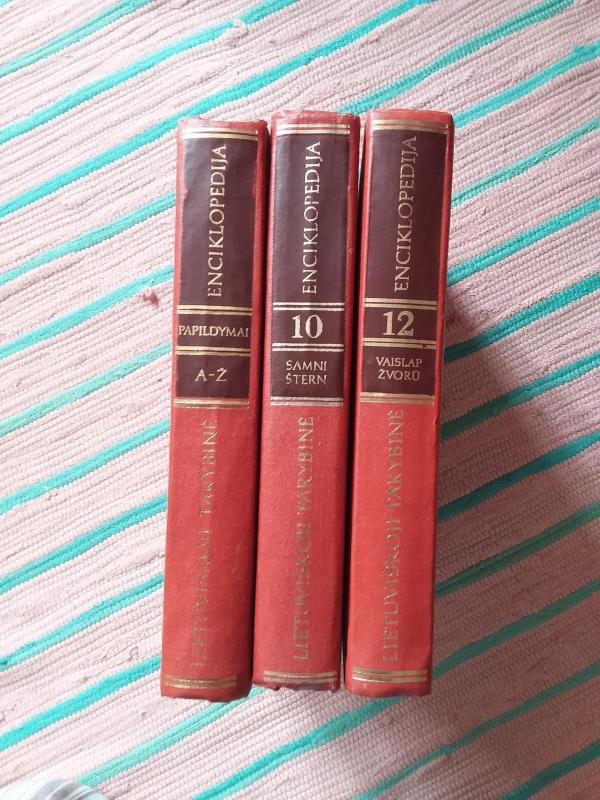 LIETUVIŠKOJI TARYBINĖ ENCIKLOPEDIJA
PAPILDYMAI
A-Ž
LIETUVIŠKOJI TARYBINĖ ENCIKLOPEDIJA
10
SAMNI
ŠTERN
LIETUVIŠKOJI TARYBINĖ ENCIKLOPEDIJA
12
VAISLAP
ŽVORŪ